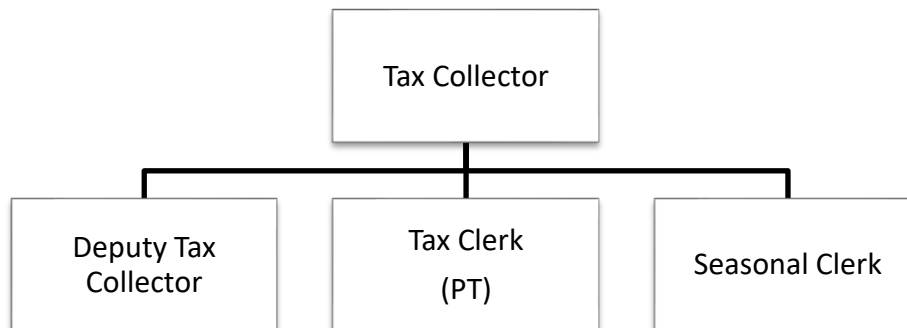 Tax Collector
Deputy Tax
Collector
Tax Clerk
(PT)
Seasonal Clerk